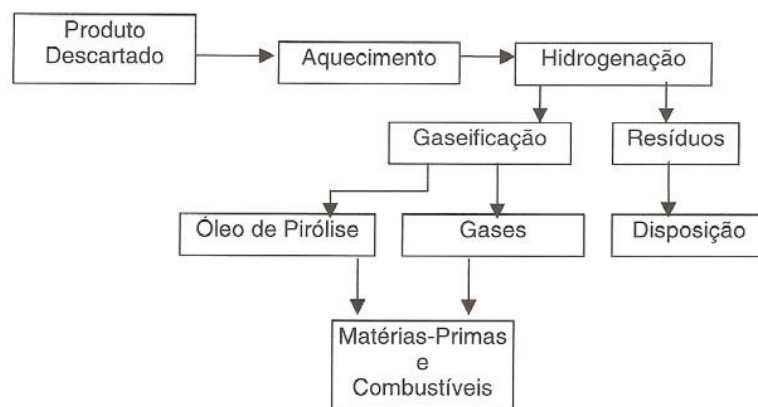 Produto
Descartado
Aquecimento
Hidrogenação
Gaseificação
Resíduos
Óleo de Pirólise
Gases
Disposição
Matérias-Primas
e
Combustíveis